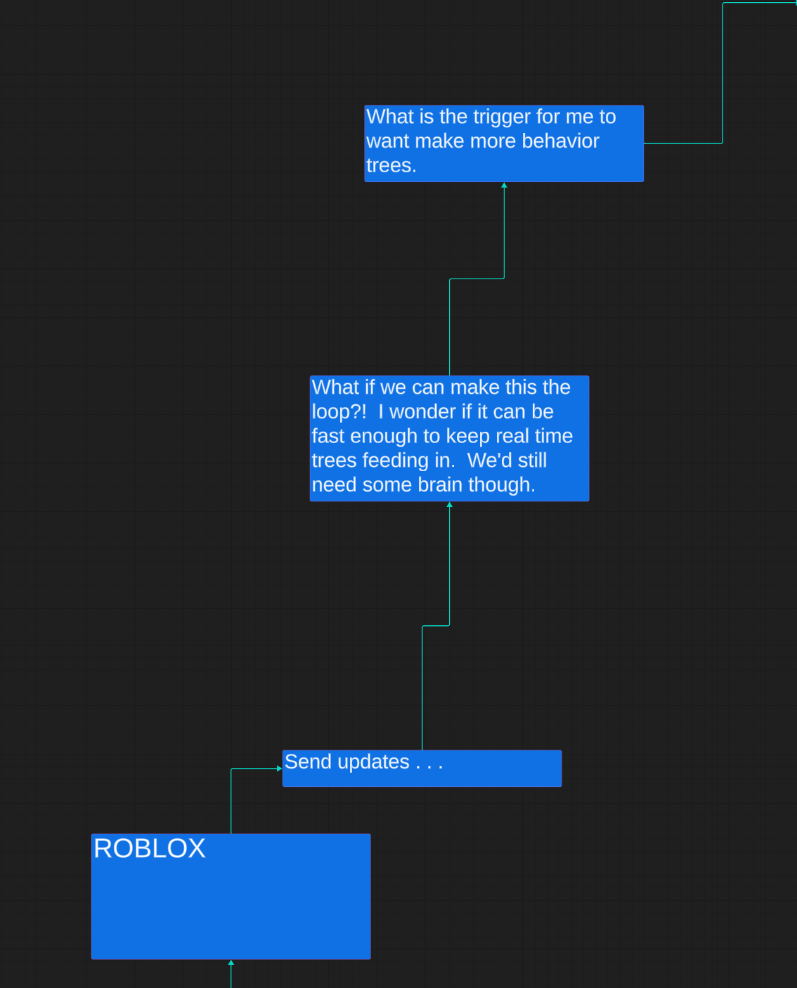 What is the trigger for me to
want make more behavior
trees.
What if we can make this the
loop?!  I wonder if it can be
fast enough to keep real time
trees feeding in.  We'd still
need some brain though.
Send updates . . .
ROBLOX